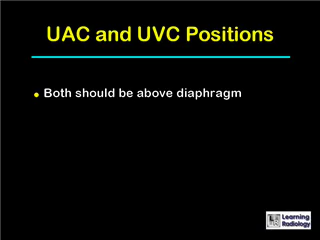 UAC and UVC Positions
Both should be above diaphragm
Learning
Radiology